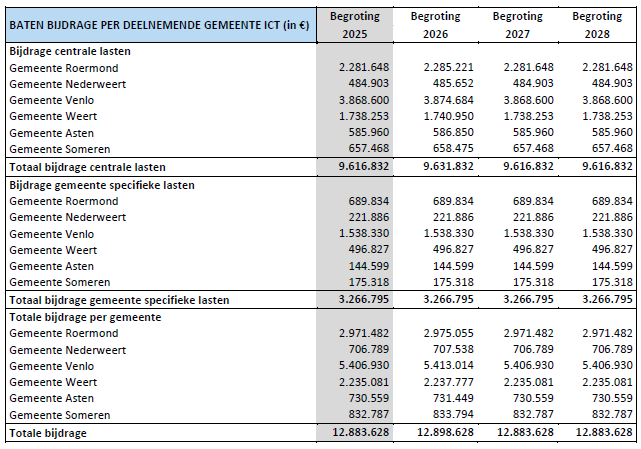 BATEN BIJDRAGE PER DEELNEMENDE GEMEENTE ICT (in €) Begroting 2025 Begroting 2026 Begroting 2027 Begroting 2028
Bijdrage centrale lasten
Gemeente Roermond 2.281.648 2.285.221 2.281.648 2.281.648
Gemeente Nederweert 484.903 485.652 484.903 484.903
Gemeente Venlo 3.868.600 3.874.684 3.868.600 3.868.600
Gemeente Weert 1.738.253 1.740.950 1.738.253 1.738.253
Gemeente Asten 585.960 586.850 585.960 585.960
Gemeente Someren 657.468 658.475 657.468 657.468
Totaal bijdrage centrale lasten 9.616.832 9.631.832 9.616.832 9.616.832
Bijdrage gemeente specifieke lasten
Gemeente Roermond 689.834 689.834 689.834 689.834
Gemeente Nederweert 221.886 221.886 221.886 221.886
Gemeente Venlo 1.538.330 1.538.330 1.538.330 1.538.330
Gemeente Weert 496.827 496.827 496.827 496.827
Gemeente Asten 144.599 144.599 144.599 144.599
Gemeente Someren 175.318 175.318 175.318 175.318
Totaal bijdrage gemeente specifieke lasten 3.266.795 3.266.795 3.266.795 3.266.795
Totale bijdrage per gemeente
Gemeente Roermond 2.971.482 2.975.055 2.971.482 2.971.482
Gemeente Nederweert 706.789 707.538 706.789 706.789
Gemeente Venlo 5.406.930 5.413.014 5.406.930 5.406.930
Gemeente Weert 2.235.081 2.237.777 2.235.081 2.235.081
Gemeente Asten 730.559 731.449 730.559 730.559
Gemeente Someren 832.787 833.794 832.787 832.787
Totale bijdrage 12.883.628 12.898.628 12.883.628 12.883.628